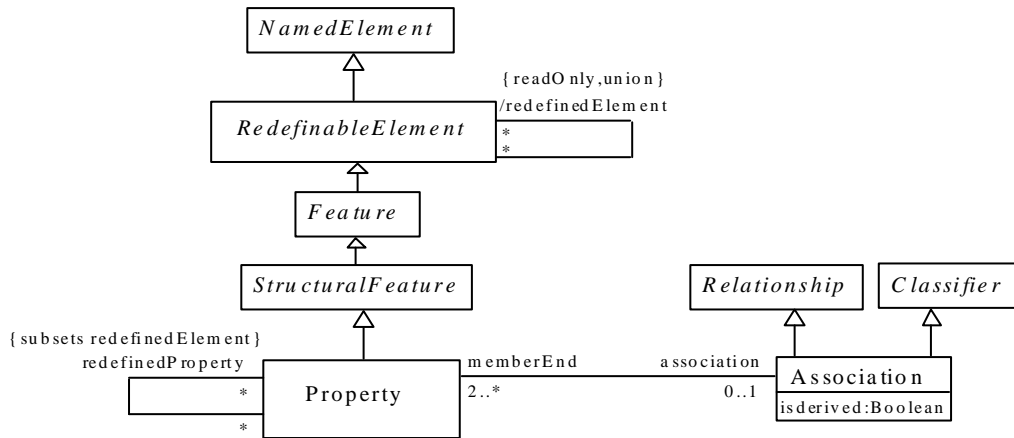 NamedElement
{readOnly,union}
/redefinedElement
RedefinableElement
*
*
Feature
StructuralFeature
Relationship
Classifier
{subsets redefinedElement}
redefinedProperty
memberEnd
association
Property
Association
*
2..*
0..1
isderived:Boolean
*